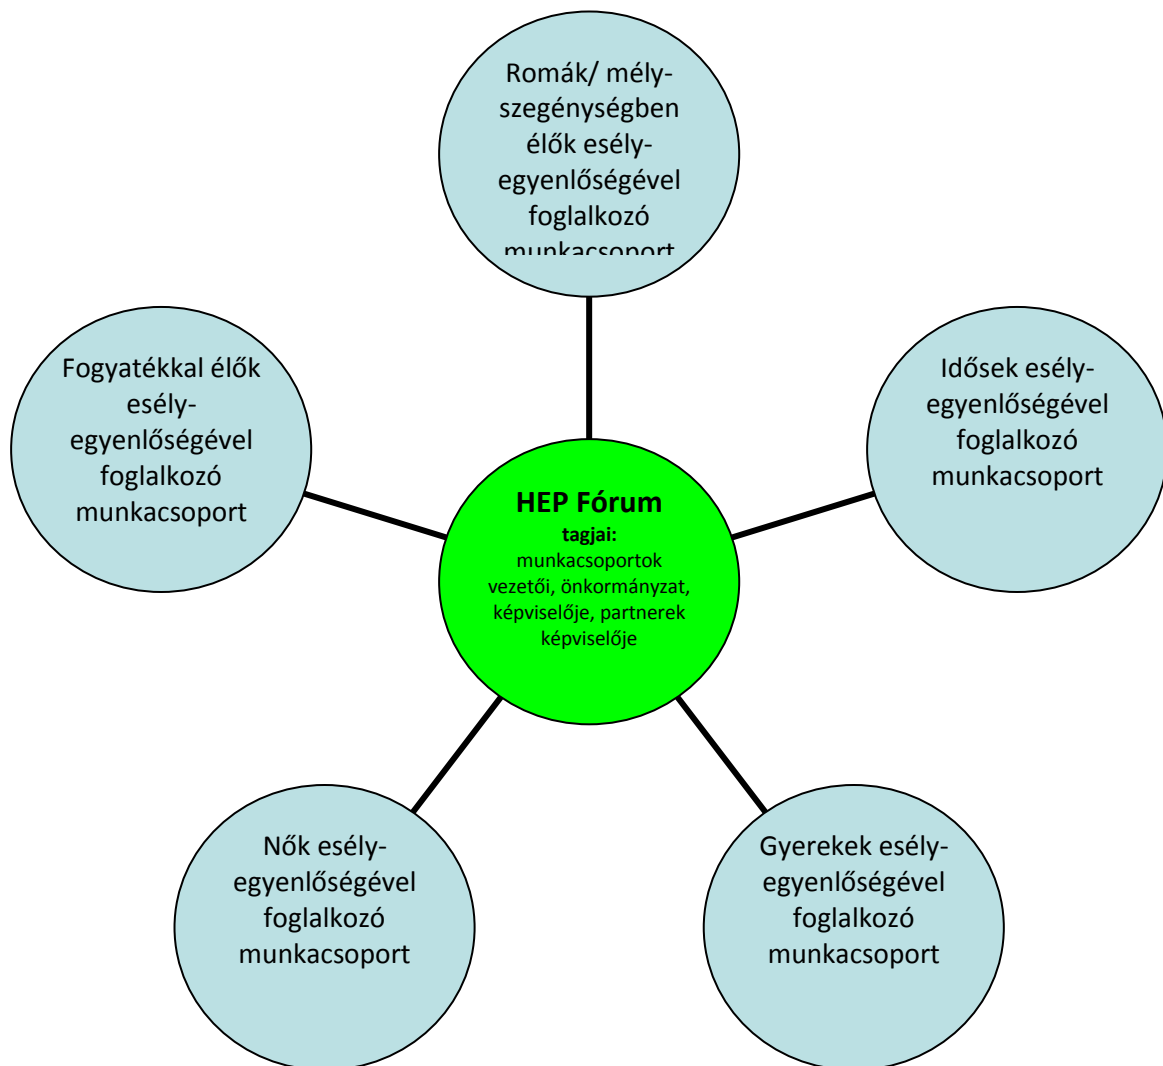 Romák/ mély-
szegénységben
élők esély-
egyenlőségével
foglalkozó
munkacsoport
Fogyatékkal élők
esély-
egyenlőségével
foglalkozó
munkacsoport
Idősek esély-
egyenlőségével
foglalkozó
munkacsoport
HEP Fórum
tagjai:
munkacsoportok
vezetői, önkormányzat,
képviselője, partnerek
képviselője
Nők esély-
egyenlőségével
foglalkozó
munkacsoport
Gyerekek esély-
egyenlőségével
foglalkozó
munkacsoport